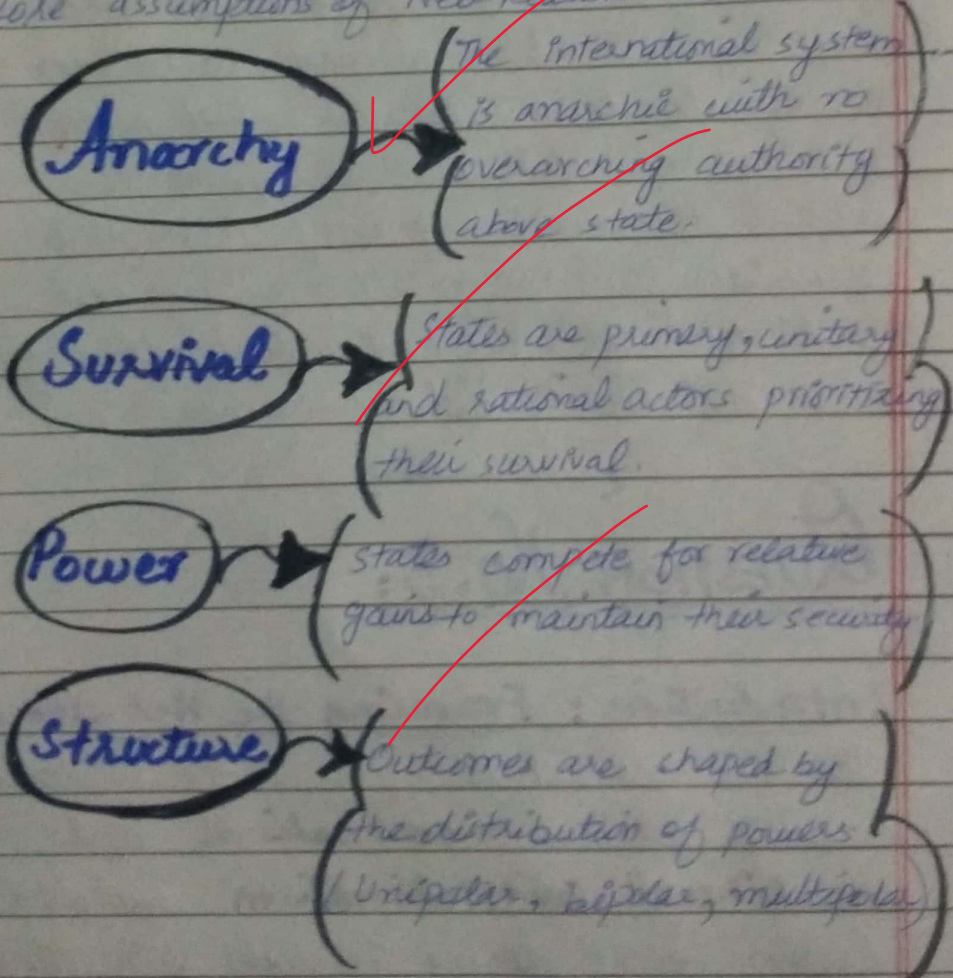 Core assumptions of Neo
Anarchy
The international system
is anarchic with no
overarching authority
above state.
Survival
States are primary, unitary
and rational actors prioritizing
their survival.
Power
States compete for relative
gains to maintain their security
Structure
Outcomes are shaped by
the distribution of powers
(Unipolar, bipolar, multipolar)